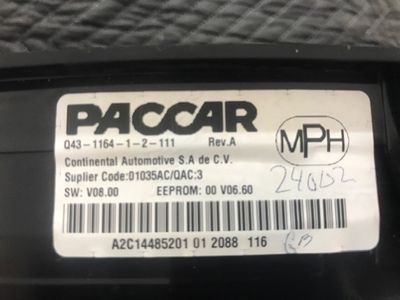 PACCAR
Q43-1164-1-2-111 Rev.A
MPH
Continental Automotive S.A de C.V.
Suplier Code:01035AC/QAC:3
24002
SW: V08.00 EEPROM: 00 V06.60
A2C14485201 01 2088 116